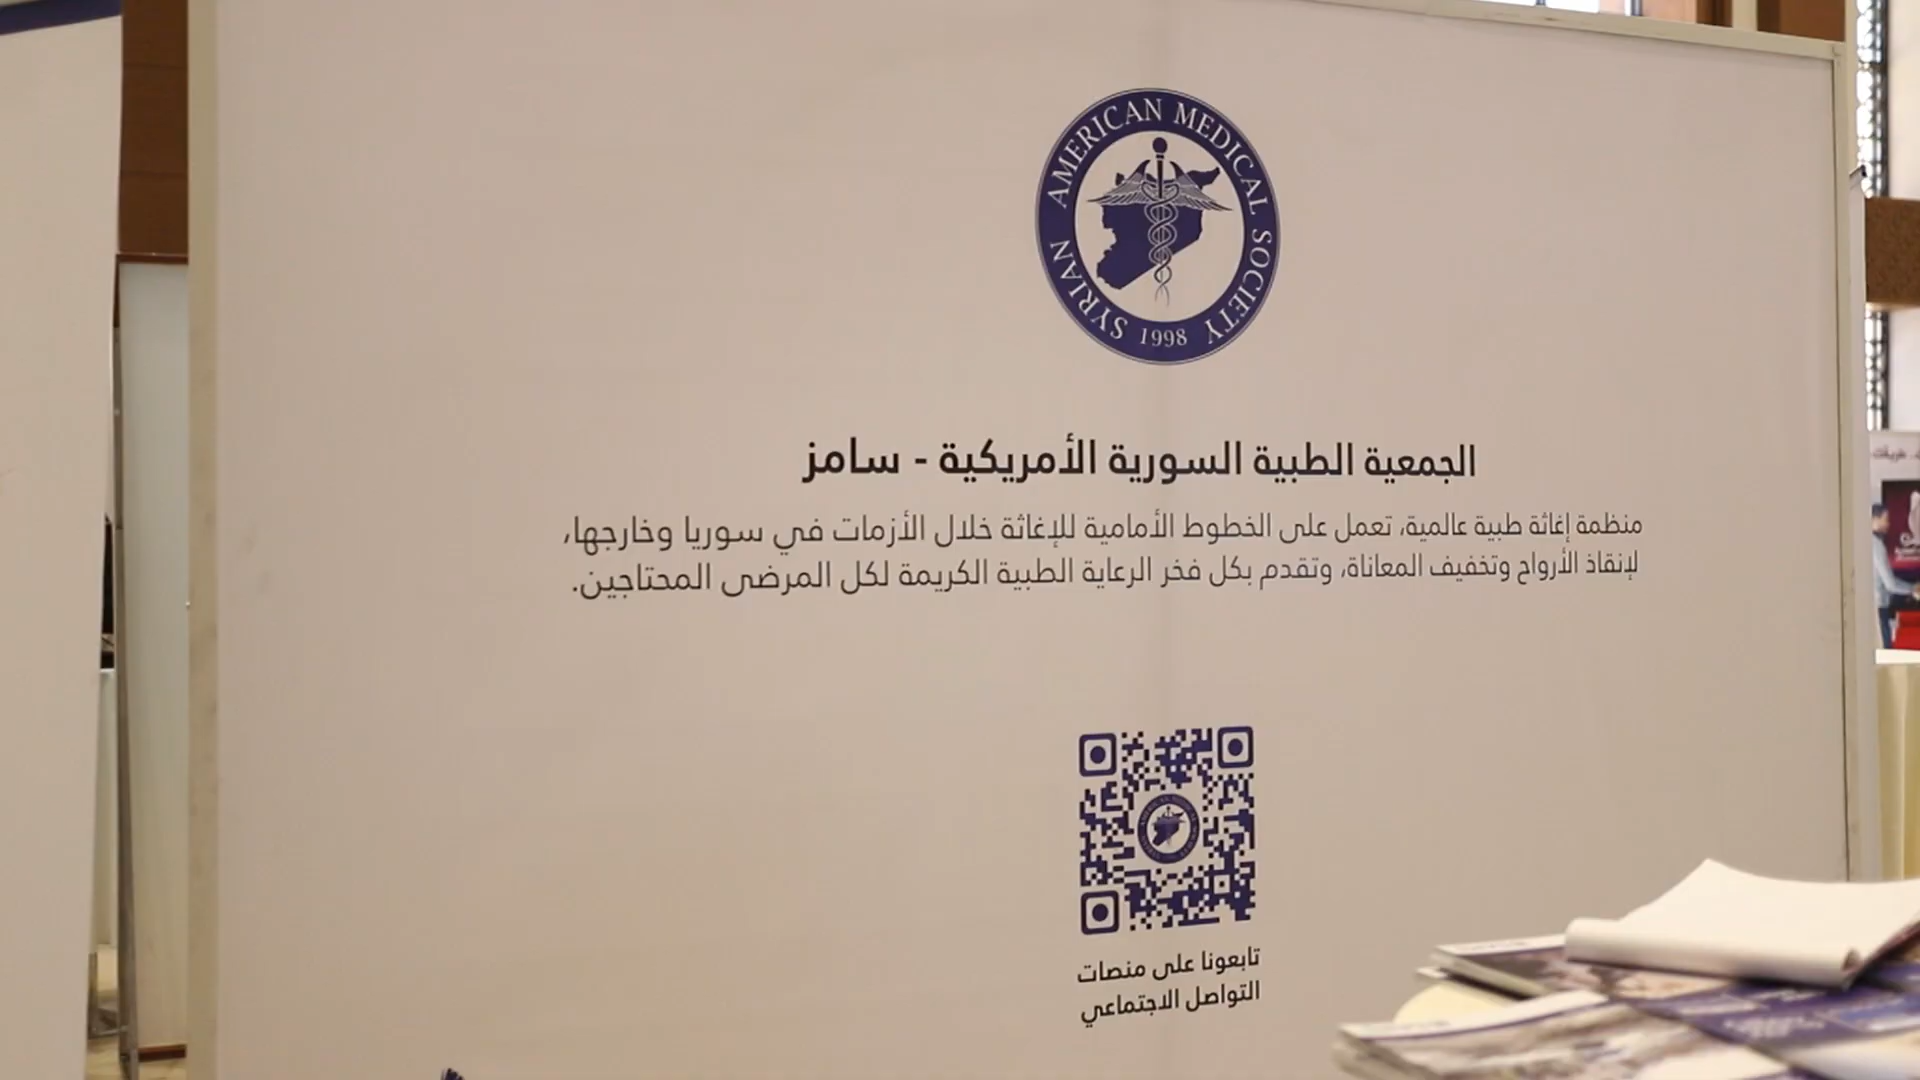 SYRIAN AMERICAN MEDICAL SOCIETY
1998
الجمعية الطبية السورية الأمريكية - سامز
منظمة إغاثة طبية عالمية، تعمل على الخطوط الأمامية للإغاثة خلال الأزمات في سوريا وخارجها،
لإنقاذ الأرواح وتخفيف المعاناة، وتقدم بكل فخر الرعاية الطبية الكريمة لكل المرضى المحتاجين.
تابعونا على منصات
التواصل الاجتماعي